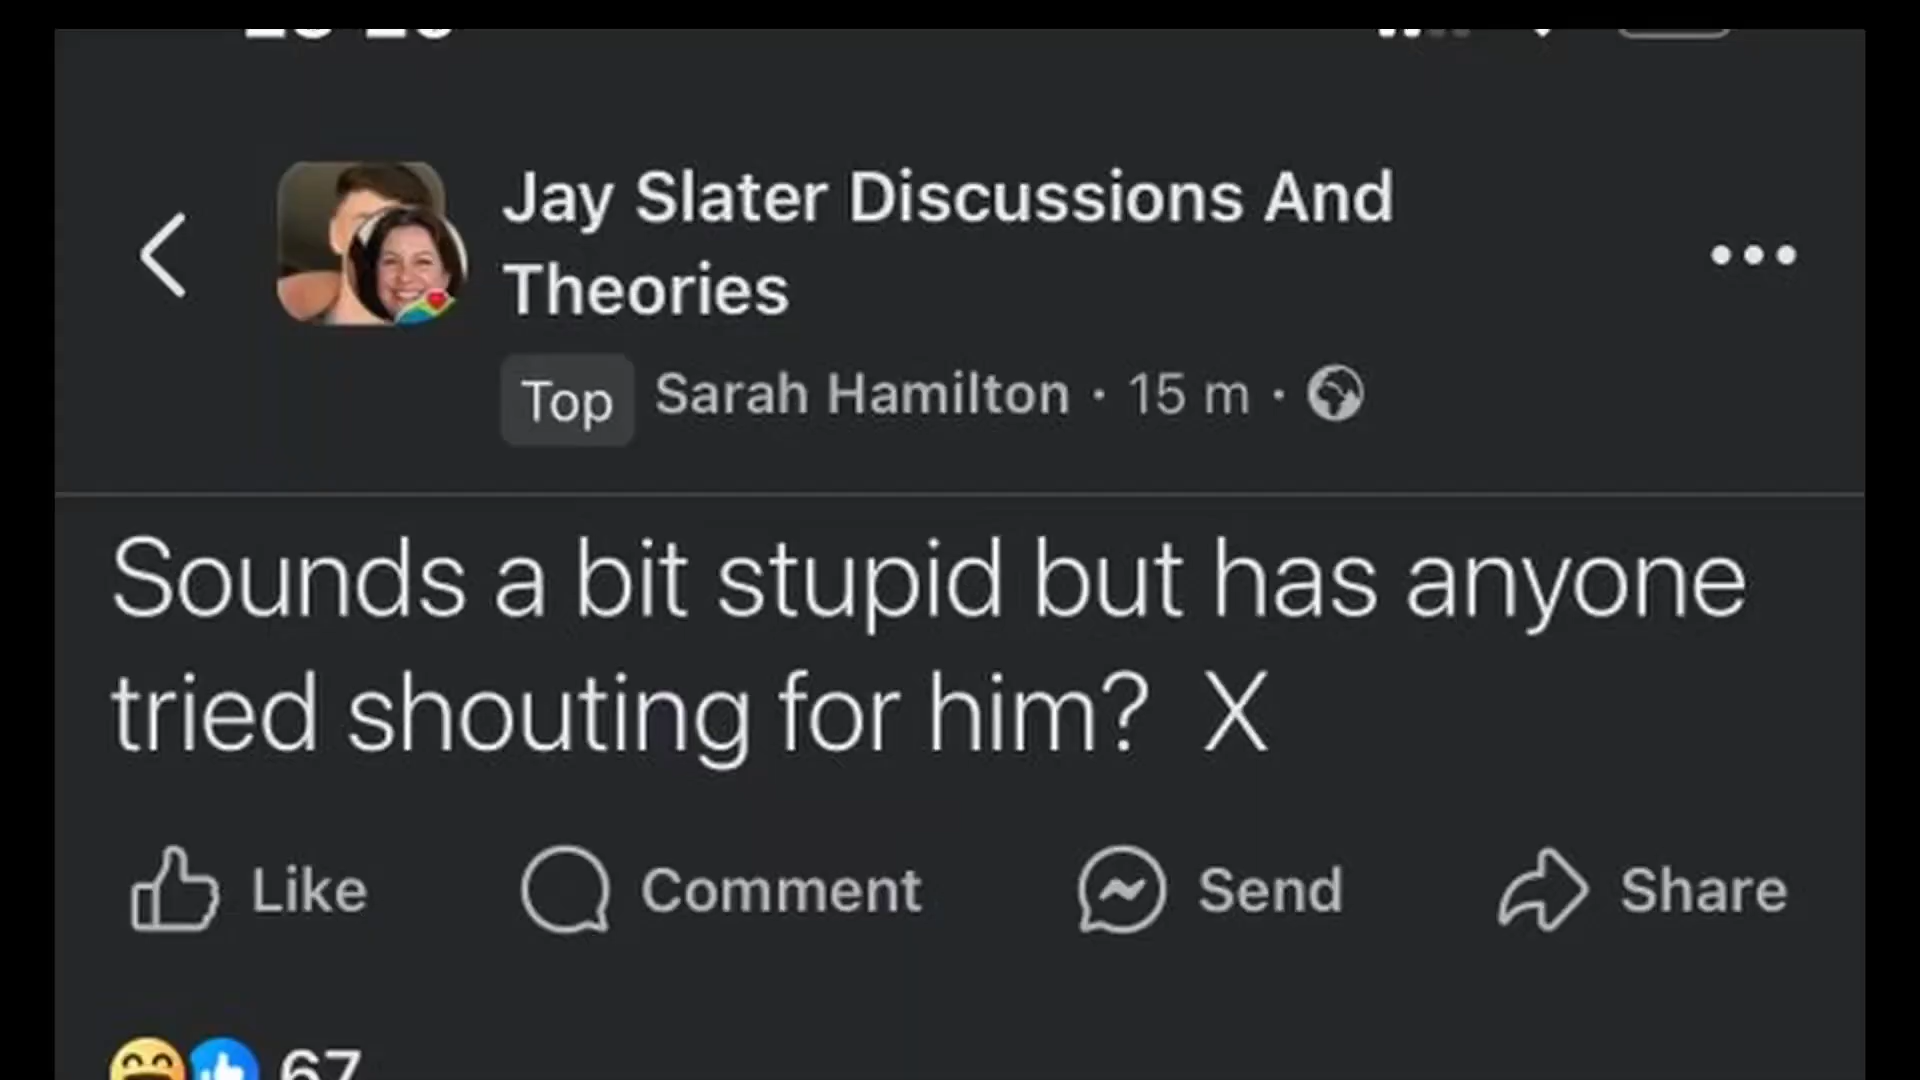 Jay Slater Discussions And
Theories
Top Sarah Hamilton · 15 m ·
Sounds a bit stupid but has anyone
tried shouting for him? X
Like Comment Send Share
67